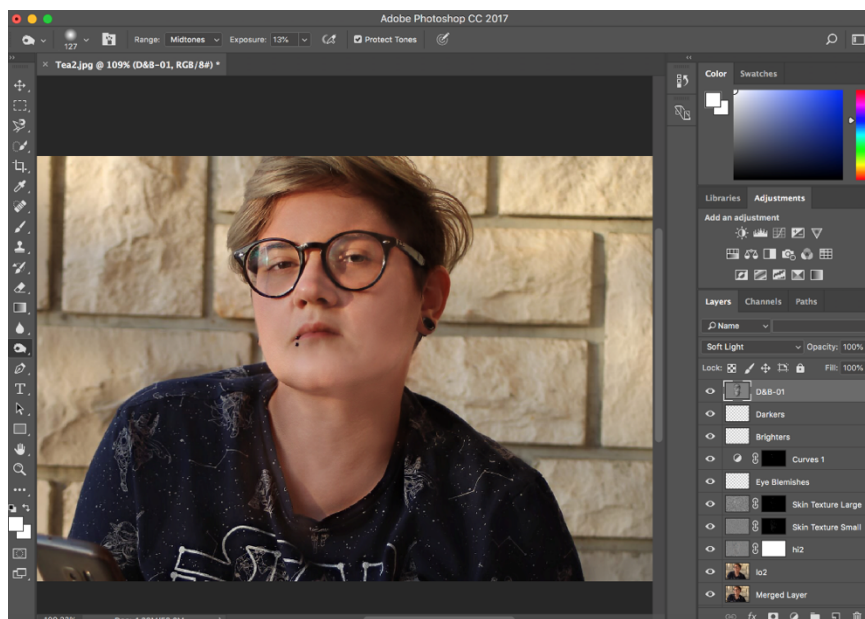 Adobe Photoshop CC 2017
127 Range: Midtones Exposure: 13% Protect Tones
× Tea2.jpg @ 109% (D&B-01, RGB/8#) *
Color Swatches
Libraries Adjustments
Add an adjustment
Layers Channels Paths
Name
Soft Light Opacity: 100%
Lock: Fill: 100%
D&B-01
Darkers
Brighters
Curves 1
Eye Blemishes
Skin Texture Large
Skin Texture Small
hi2
lo2
Merged Layer
fx